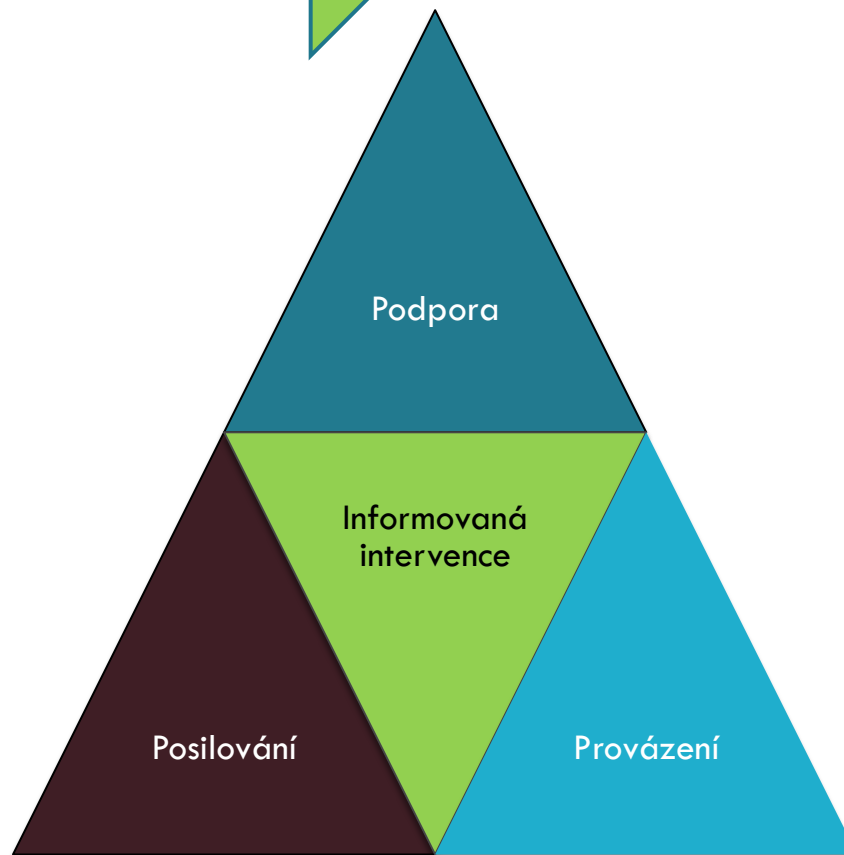 Podpora
Informovaná
intervence
Posilování
Provázení